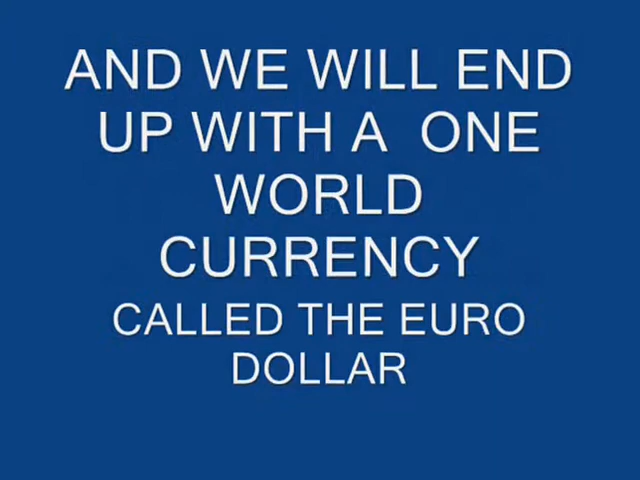 AND WE WILL END
UP WITH A  ONE
WORLD
CURRENCY
CALLED THE EURO
DOLLAR